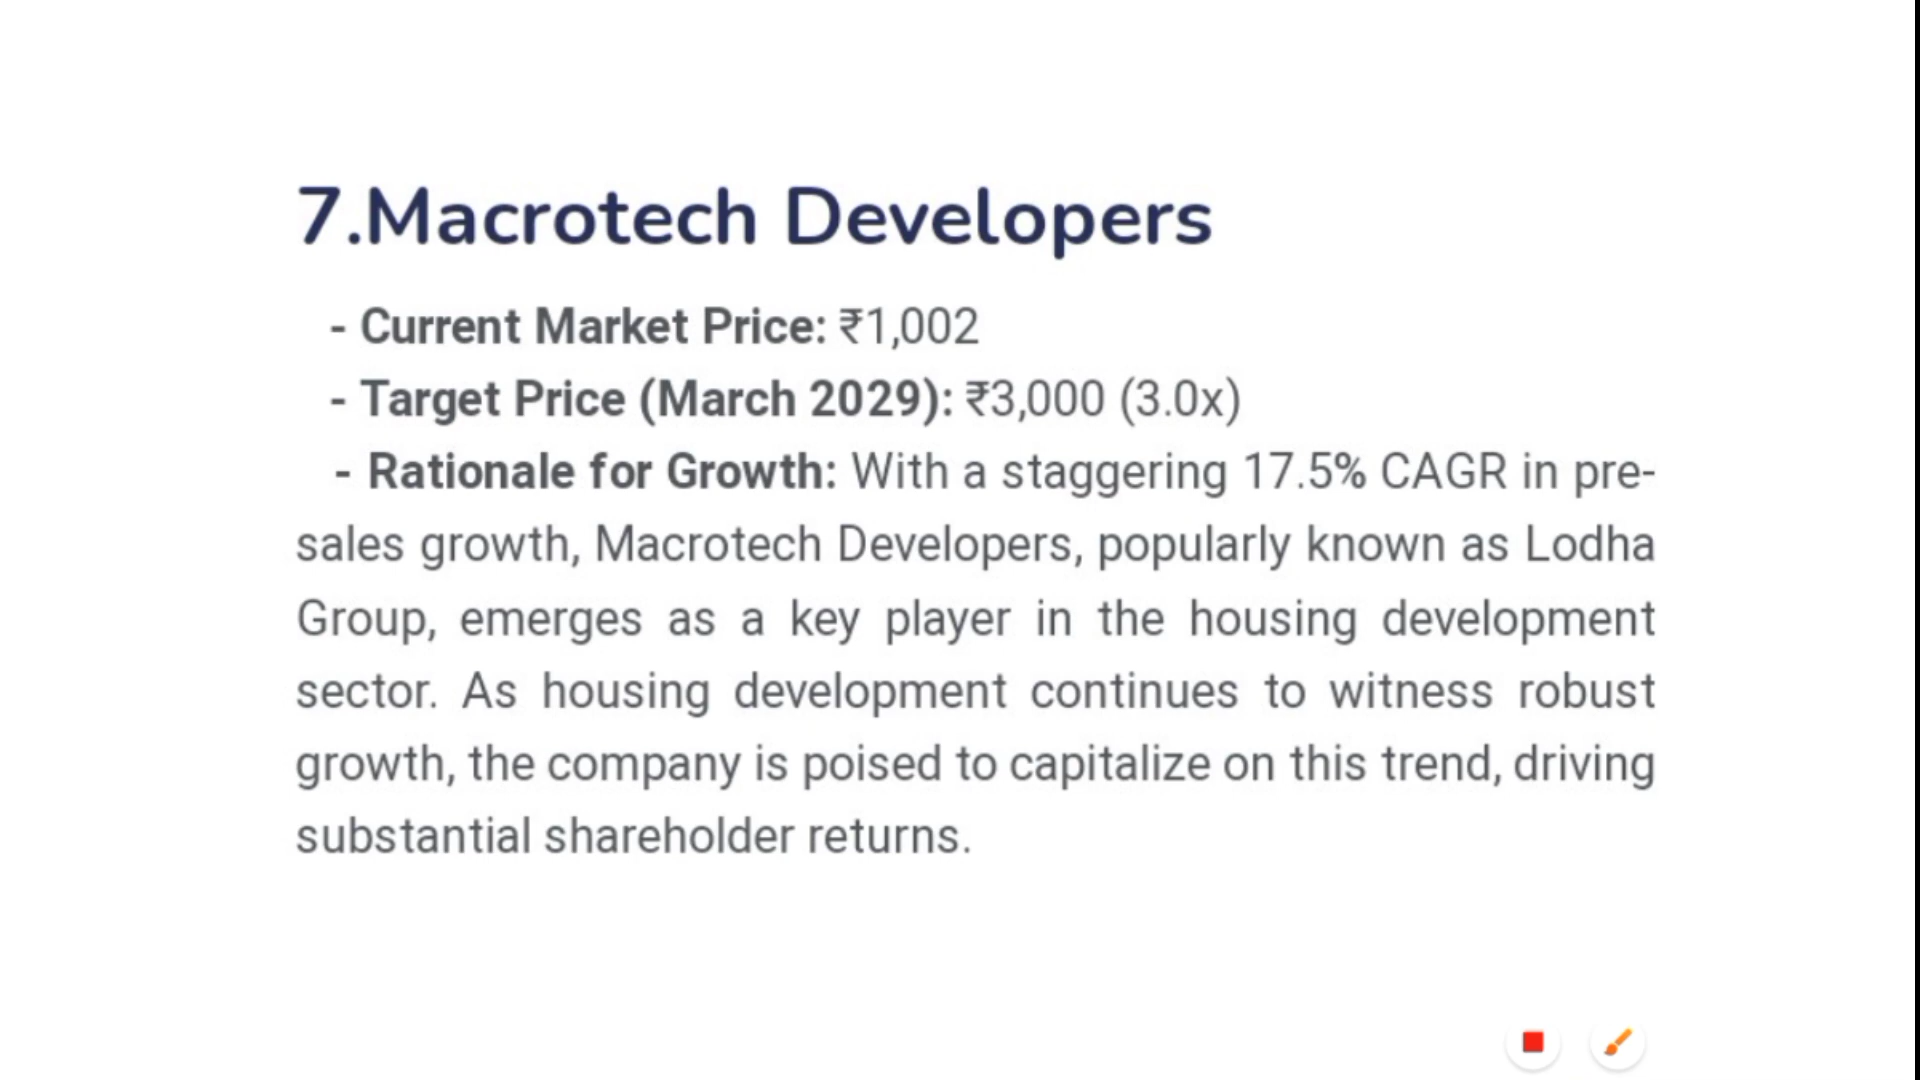 7.Macrotech Developers
- Current Market Price: ₹1,002
- Target Price (March 2029): ₹3,000 (3.0x)
- Rationale for Growth: With a staggering 17.5% CAGR in pre-
sales growth, Macrotech Developers, popularly known as Lodha
Group, emerges as a key player in the housing development
sector. As housing development continues to witness robust
growth, the company is poised to capitalize on this trend, driving
substantial shareholder returns.